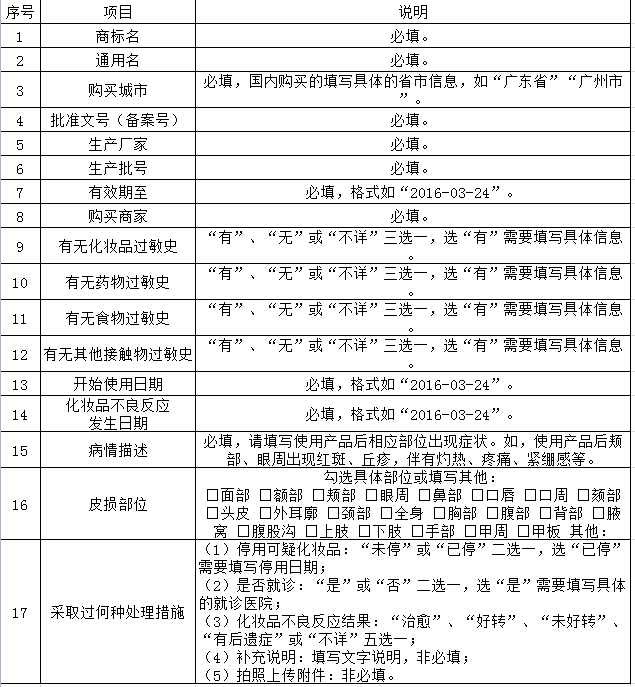 序号 项目 说明
1 商标名 必填。
2 通用名 必填。
3 购买城市 必填，国内购买的填写具体的省市信息，如“广东省”“广州市
”。
4 批准文号（备案号） 必填。
5 生产厂家 必填。
6 生产批号 必填。
7 有效期至 必填，格式如“2016-03-24”。
8 购买商家 必填。
9 有无化妆品过敏史 “有”、“无”或“不详”三选一，选“有”需要填写具体信息
。
10 有无药物过敏史 “有”、“无”或“不详”三选一，选“有”需要填写具体信息
。
11 有无食物过敏史 “有”、“无”或“不详”三选一，选“有”需要填写具体信息
。
12 有无其他接触物过敏史 “有”、“无”或“不详”三选一，选“有”需要填写具体信息
。
13 开始使用日期 必填，格式如“2016-03-24”。
14 化妆品不良反应
发生日期 必填，格式如“2016-03-24”。
15 病情描述 必填，请填写使用产品后相应部位出现症状。如，使用产品后颊
部、眼周出现红斑、丘疹，伴有灼热、疼痛、紧绷感等。
16 皮损部位 勾选具体部位或填写其他：
□面部 □额部 □颊部 □眼周 □鼻部 □口唇 □口周 □颏部
□头皮 □外耳廓 □颈部 □全身 □胸部 □腹部 □背部 □腋
窝 □腹股沟 □上肢 □下肢 □手部 □甲周 □甲板 其他：
17 采取过何种处理措施 （1）停用可疑化妆品：“未停”或“已停”二选一，选“已停”
需要填写停用日期；
（2）是否就诊：“是”或“否”二选一，选“是”需要填写具体
的就诊医院；
（3）化妆品不良反应结果：“治愈”、“好转”、“未好转”、
“有后遗症”或“不详”五选一；
（4）补充说明：填写文字说明，非必填；
（5）拍照上传附件：非必填。